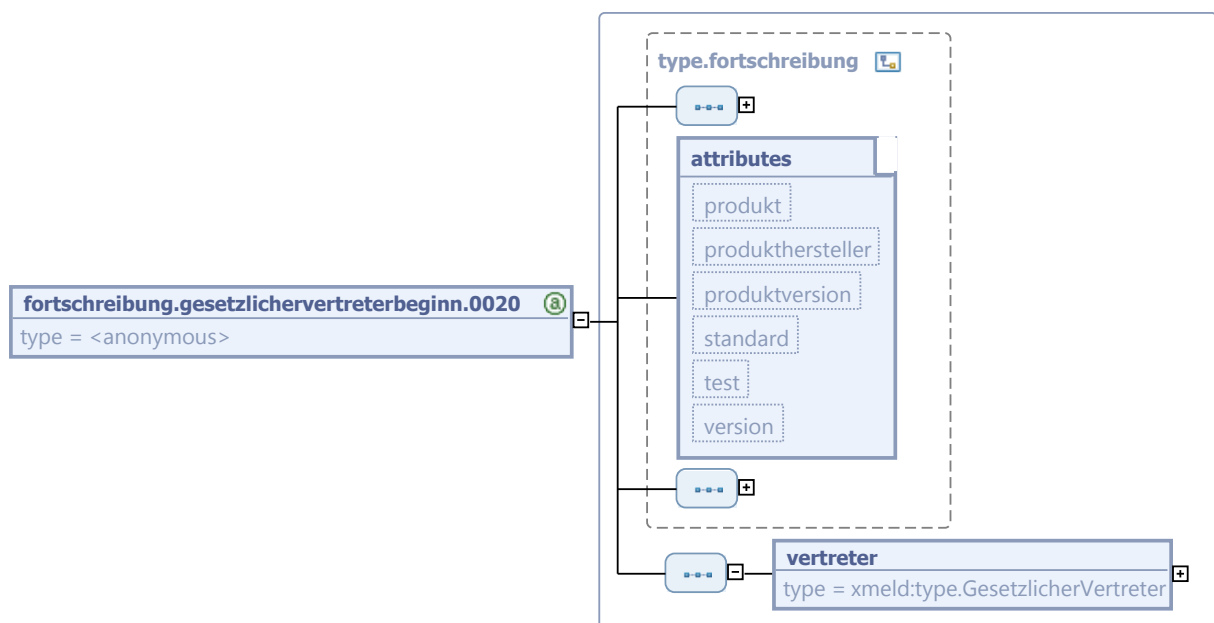 type.fortschreibung
attributes
produkt
produkthersteller
produktversion
standard
test
version
fortschreibung.gesetzlichervertreterbeginn.0020
type = <anonymous>
vertreter
type = xmeld:type.GesetzlicherVertreter